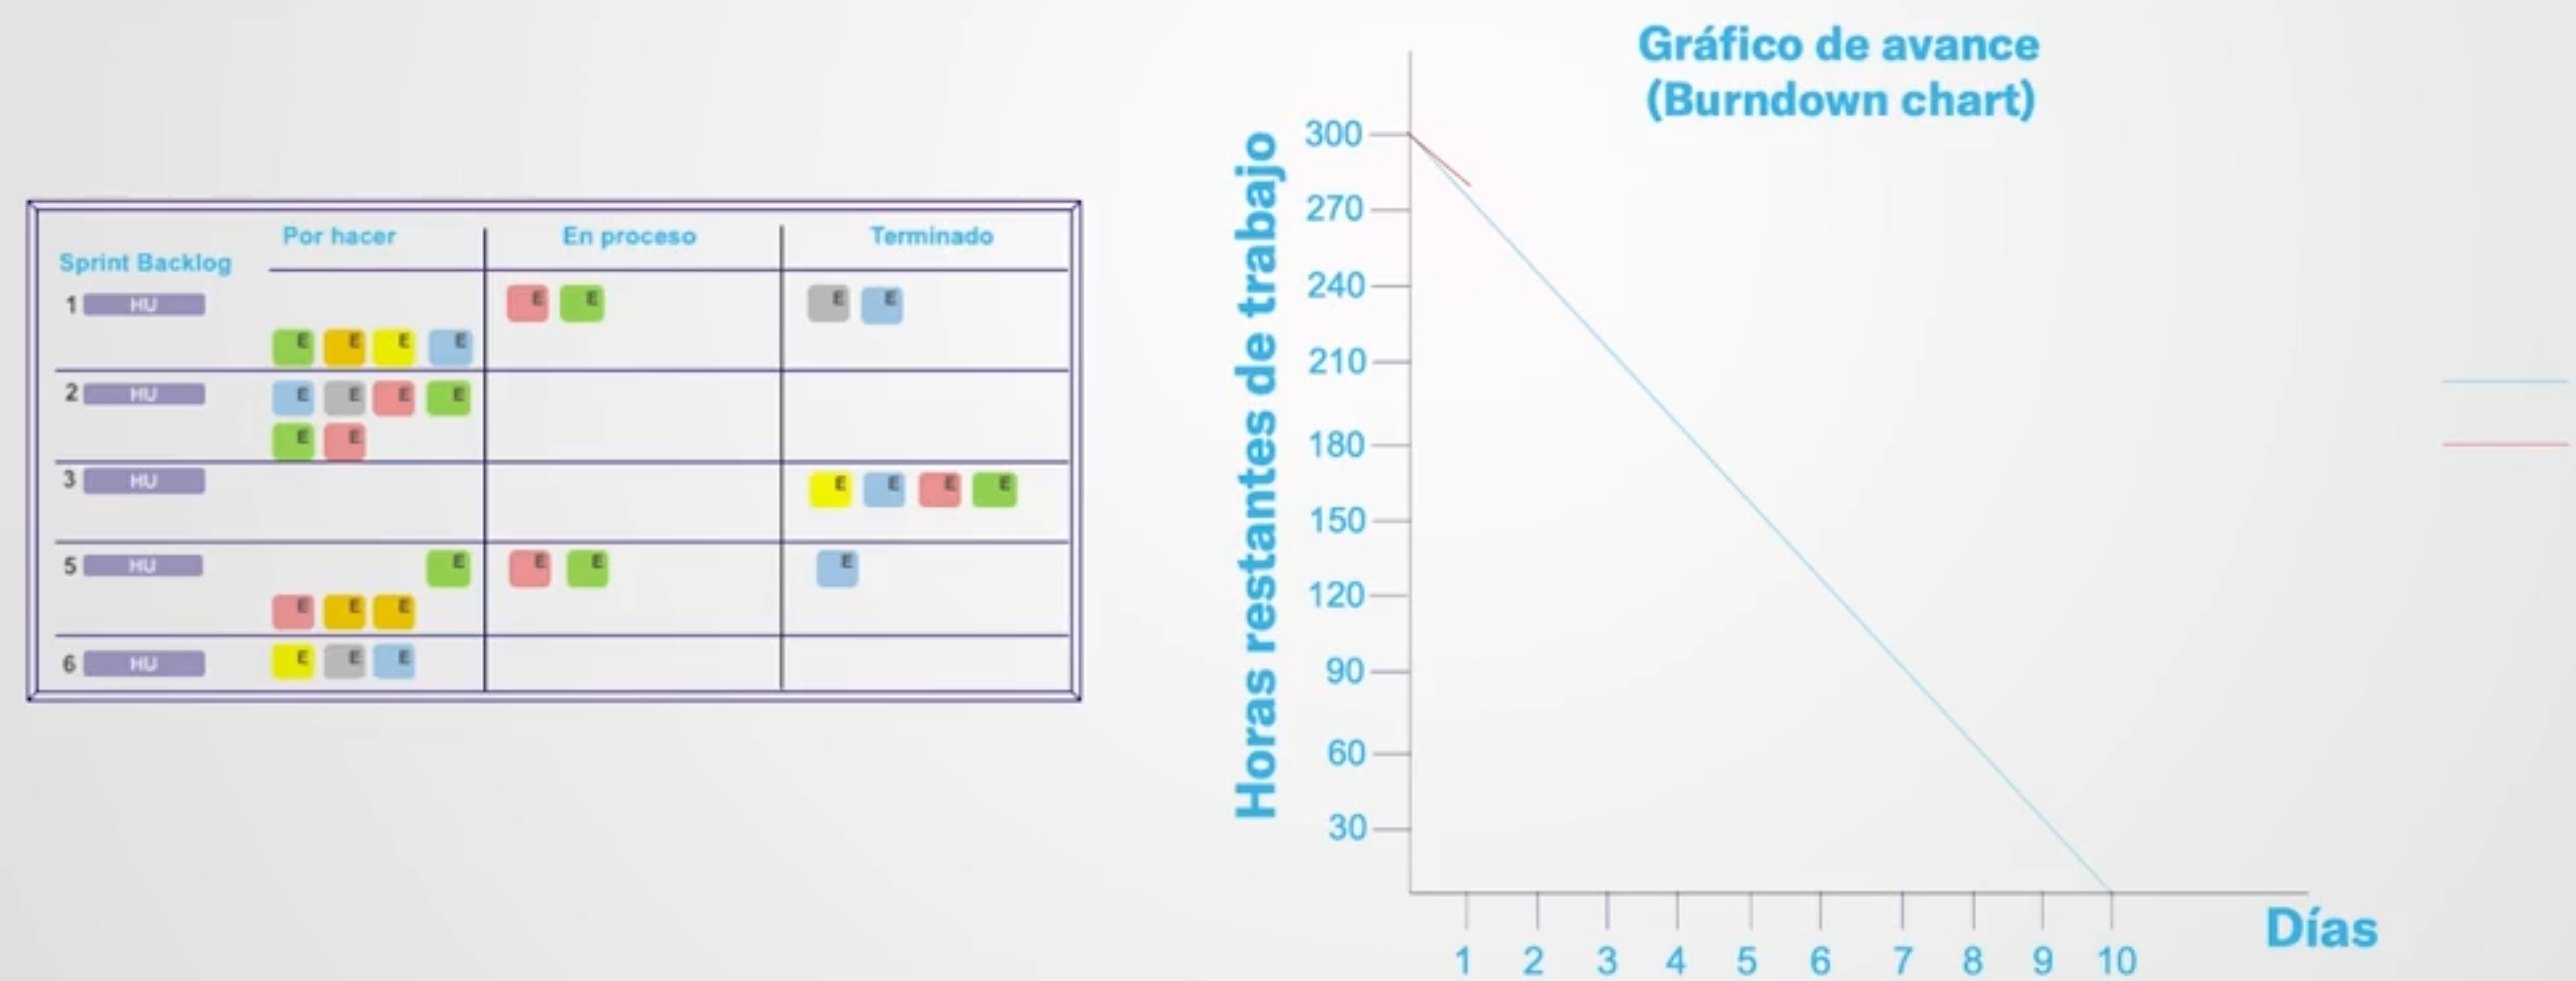 Por hacer
En proceso
Terminado
Sprint Backlog
1 HU
E E
E E
E E E E
2 HU
E E E E
E E
3 HU
E E E E
5 HU
E
E E
E
E E E
6 HU
E E E
Gráfico de avance
(Burndown chart)
Horas restantes de trabajo
300
270
240
210
180
150
120
90
60
30
1 2 3 4 5 6 7 8 9 10
Días